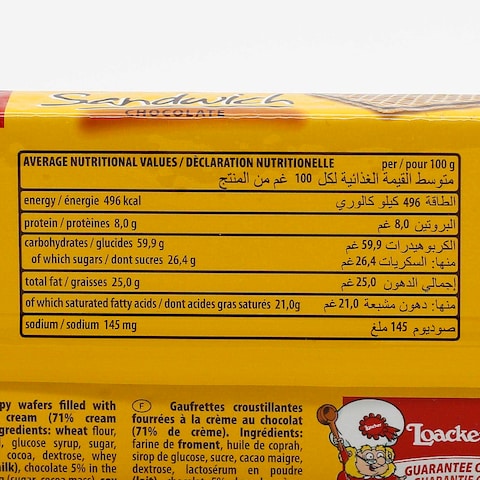 Sandwich
CHOCOLATE
AVERAGE NUTRITIONAL VALUES / DÉCLARATION NUTRITIONELLE per / pour 100 g
متوسط القيمة الغذائية لكل 100 غم من المنتج
energy / énergie 496 kcal الطاقة 496 كيلو كالوري
protein / protèines 8,0 g البروتين 8,0 غم
carbohydrates / glucides 59,9 g الكربوهيدرات 59,9 غم
of which sugars / dont sucres 26,4 g منها: السكريات 26,4 غم
total fat / graisses 25,0 g إجمالي الدهون 25,0 غم
of which saturated fatty acids / dont acides gras saturés 21,0g منها: دهون مشبعة 21,0 غم
sodium / sodium 145 mg صوديوم 145 ملغ
wafers filled with
cream (71% cream
wheat flour,
glucose syrup, sugar,
cocoa, dextrose, whey
chocolate 5% in the
F Gaufrettes croustillantes
fourrées à la crème au chocolat
(71% de crème). Ingrédients:
farine de froment, huile de coprah,
sirop de glucose, sucre, cacao maigre,
dextrose, lactosérum en poudre
Loacker
GUARANTEE